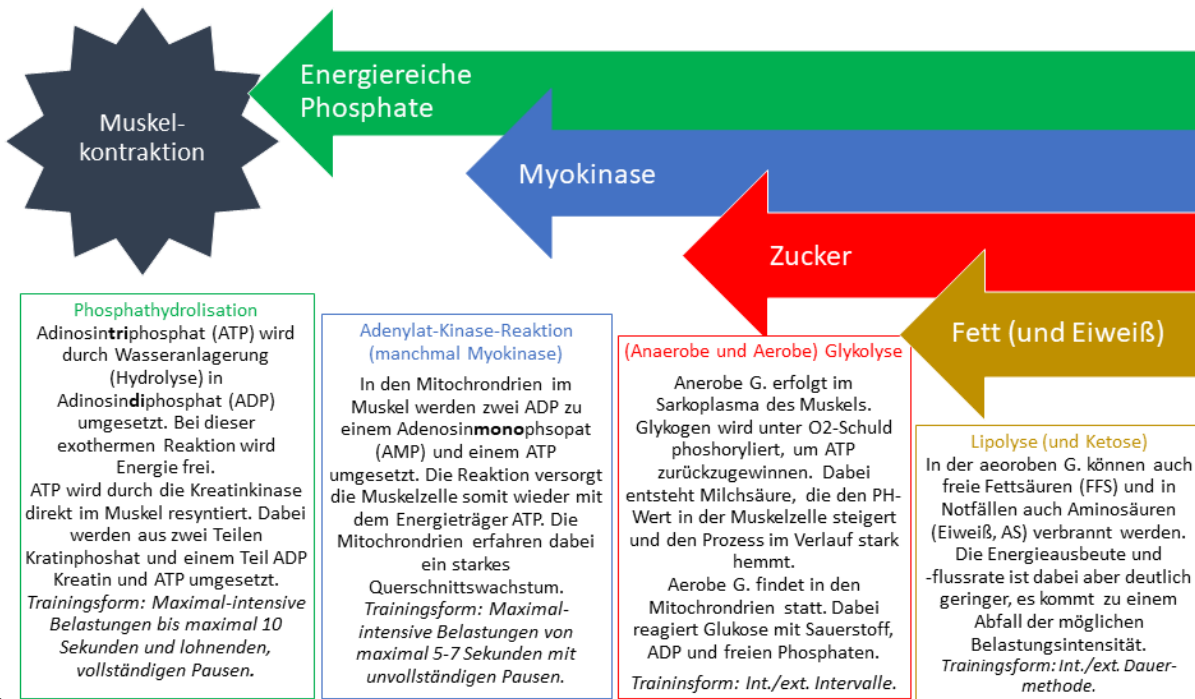 Energiereiche
Phosphate
Muskel-
kontraktion
Myokinase
Zucker
Fett (und Eiweiß)
Phosphathydrolisation
Adinosintriphosphat (ATP) wird
durch Wasseranlagerung
(Hydrolyse) in
Adinosindiphosphat (ADP)
umgesetzt. Bei dieser
exothermen Reaktion wird
Energie frei.
ATP wird durch die Kreatinkinase
direkt im Muskel resyntiert. Dabei
werden aus zwei Teilen
Kratinphoshat und einem Teil ADP
Kreatin und ATP umgesetzt.
Trainingsform: Maximal-intensive
Belastungen bis maximal 10
Sekunden und lohnenden,
vollständigen Pausen.
Adenylat-Kinase-Reaktion
(manchmal Myokinase)
In den Mitochrondrien im
Muskel werden zwei ADP zu
einem Adenosinmonophsopat
(AMP) und einem ATP
umgesetzt. Die Reaktion versorgt
die Muskelzelle somit wieder mit
dem Energieträger ATP. Die
Mitochrondrien erfahren dabei
ein starkes
Querschnittswachstum.
Trainingsform: Maximal-
intensive Belastungen von
maximal 5-7 Sekunden mit
unvollständigen Pausen.
(Anaerobe und Aerobe) Glykolyse
Anerobe G. erfolgt im
Sarkoplasma des Muskels.
Glykogen wird unter O2-Schuld
phoshoryliert, um ATP
zurückzugewinnen. Dabei
entsteht Milchsäure, die den PH-
Wert in der Muskelzelle steigert
und den Prozess im Verlauf stark
hemmt.
Aerobe G. findet in den
Mitochrondrien statt. Dabei
reagiert Glukose mit Sauerstoff,
ADP und freien Phosphaten.
Traininsform: Int./ext. Intervalle.
Lipolyse (und Ketose)
In der aeoroben G. können auch
freie Fettsäuren (FFS) und in
Notfällen auch Aminosäuren
(Eiweiß, AS) verbrannt werden.
Die Energieausbeute und
-flussrate ist dabei aber deutlich
geringer, es kommt zu einem
Abfall der möglichen
Belastungsintensität.
Trainingsform: Int./ext. Dauer-
methode.